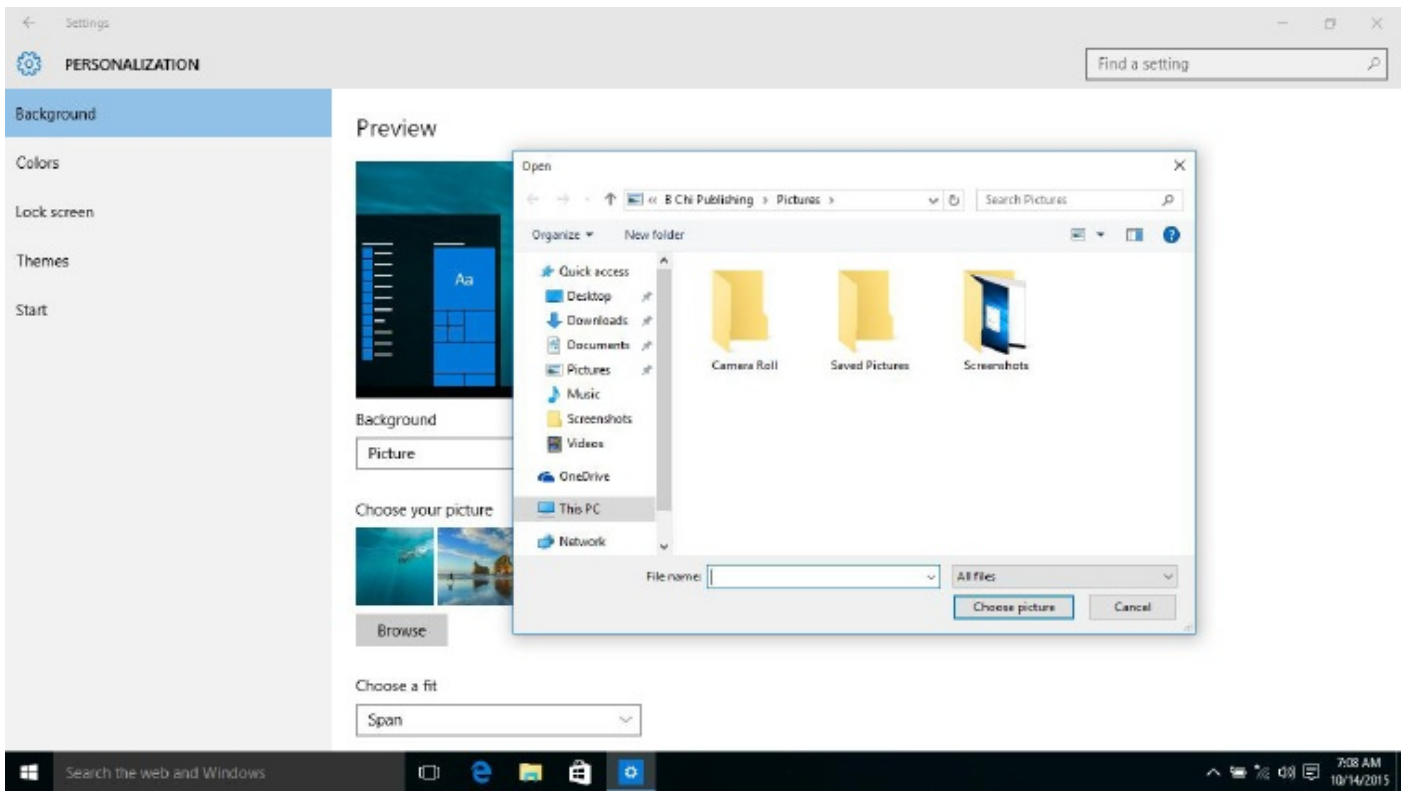 Settings
PERSONALIZATION
Find a setting
Background
Colors
Lock screen
Themes
Start
Preview
Aa
Background
Picture
Choose your picture
Browse
Choose a fit
Span
Open
« B Chi Publishing > Pictures >
Search Pictures
Organize
New folder
Quick access
Desktop
Downloads
Documents
Pictures
Music
Screenshots
Videos
OneDrive
This PC
Network
Camera Roll
Saved Pictures
Screenshots
File name:
All files
Choose picture
Cancel
Search the web and Windows
7:08 AM
10/14/2015